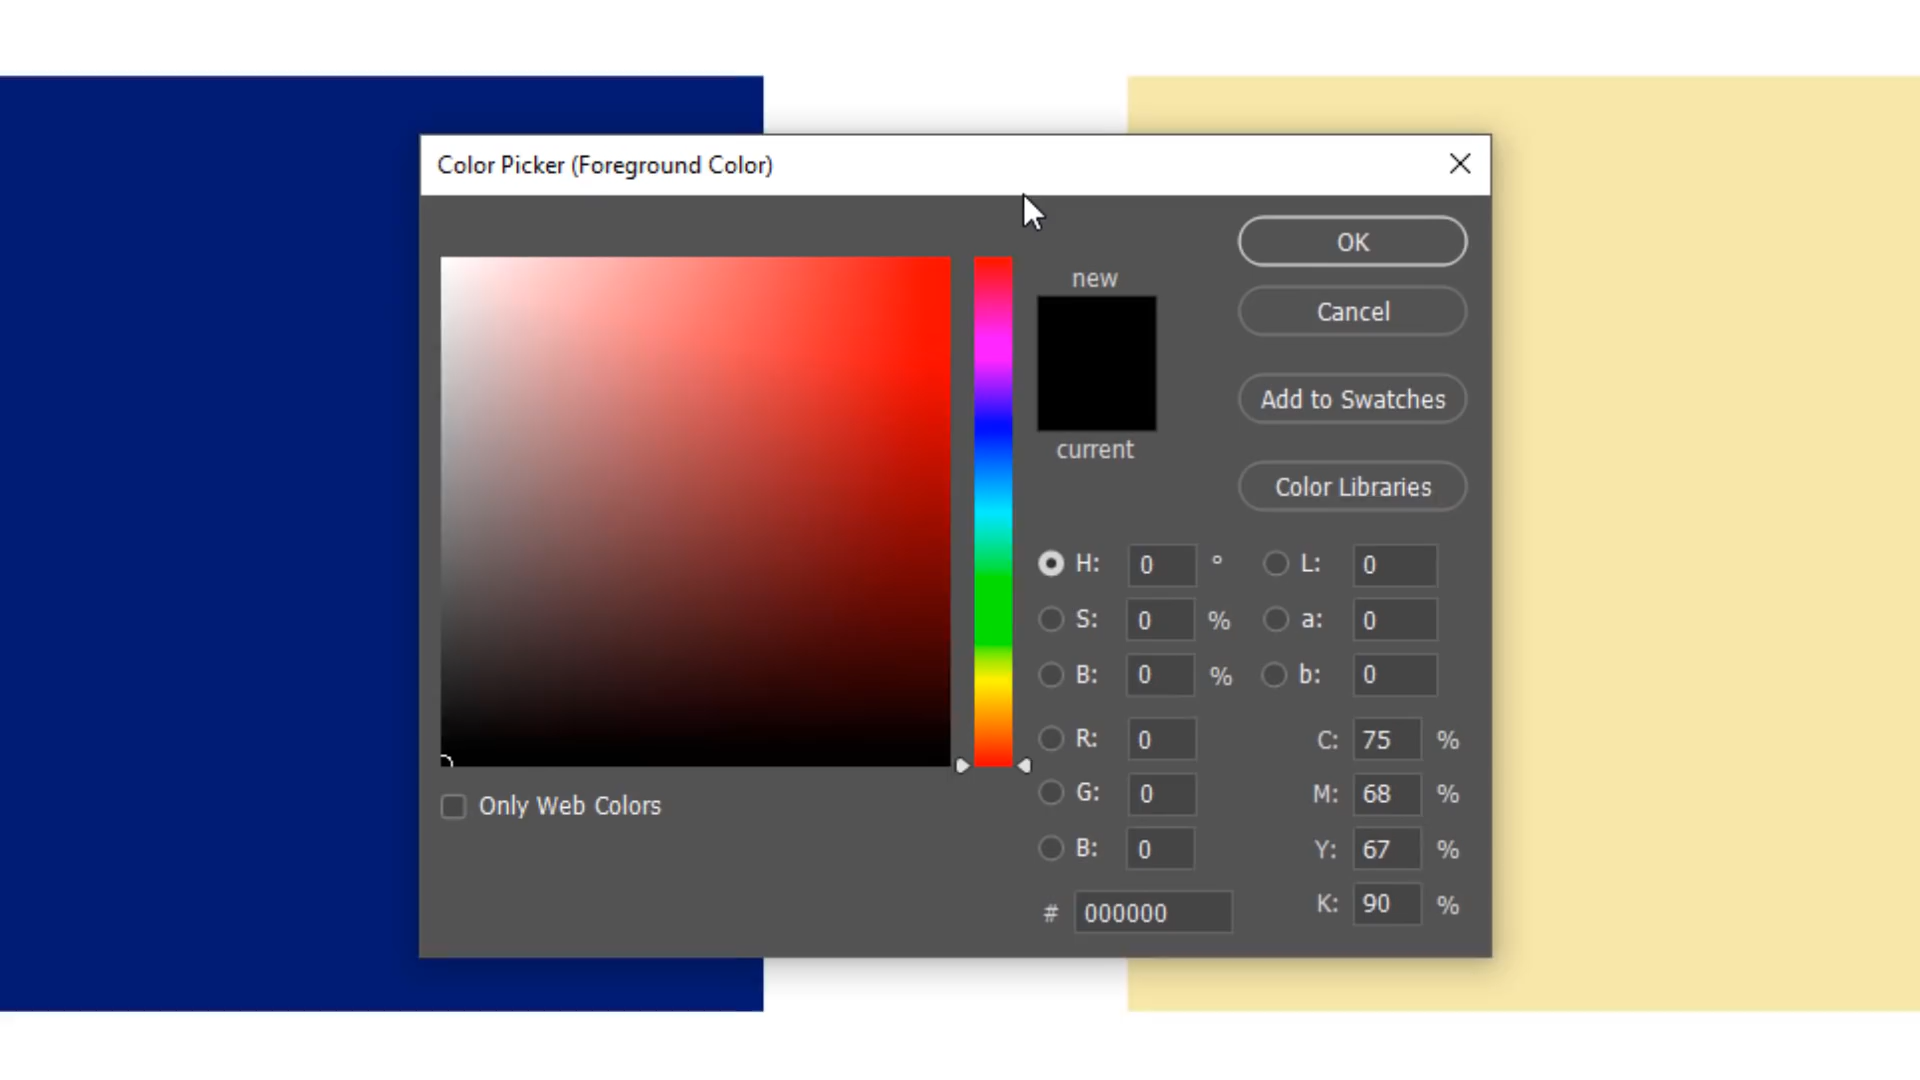 Color Picker (Foreground Color)
OK
new
Cancel
Add to Swatches
current
Color Libraries
H: 0 ° L: 0
S: 0 % a: 0
B: 0 % b: 0
R: 0 C: 75 %
G: 0 M: 68 %
Only Web Colors
B: 0 Y: 67 %
# 000000 K: 90 %